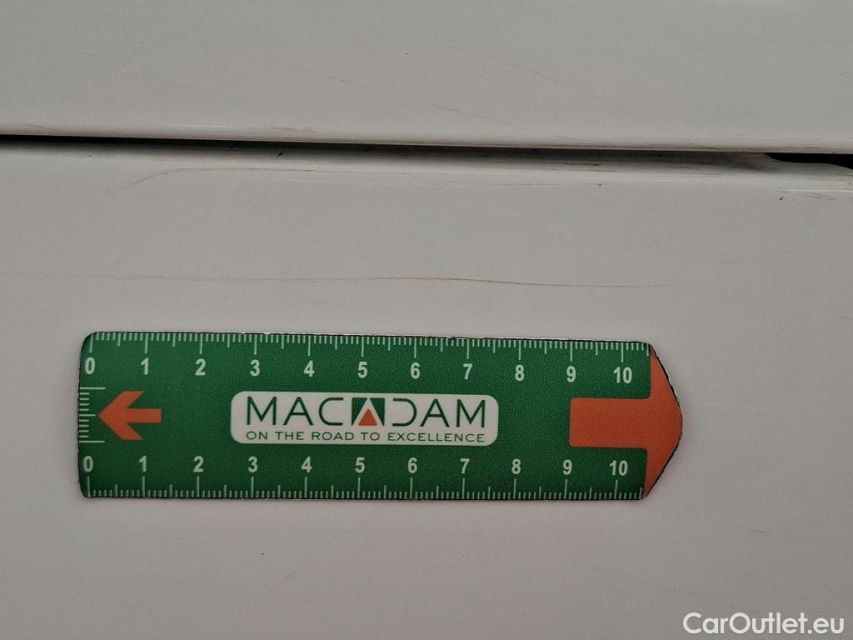 0 1 2 3 4 5 6 7 8 9 10
MACADAM
ON THE ROAD TO EXCELLENCE
0 1 2 3 4 5 6 7 8 9 10
CarOutlet.eu